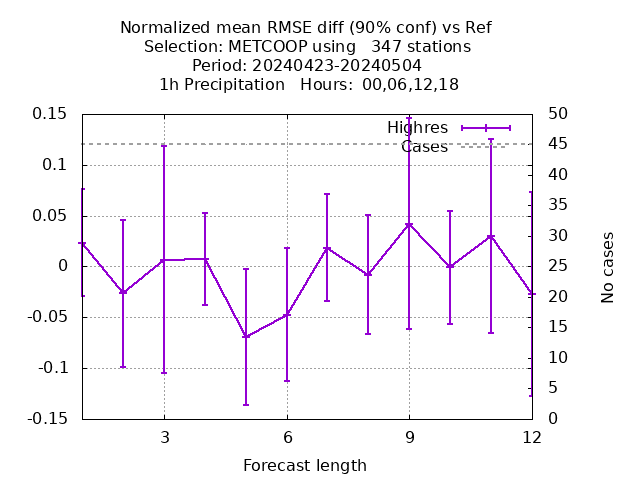 Normalized mean RMSE diff (90% conf) vs Ref
Selection: METCOOP using   347 stations
Period: 20240423-20240504
1h Precipitation   Hours:  00,06,12,18
Highres
Cases
0.15
0.1
0.05
0
-0.05
-0.1
-0.15
50
45
40
35
30
25
20
15
10
5
0
No cases
3
6
9
12
Forecast length